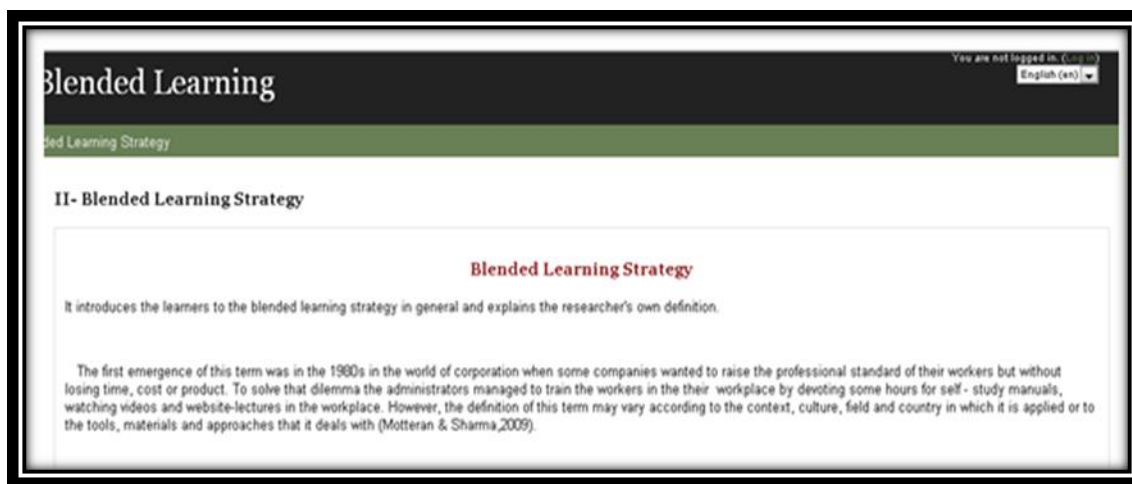 You are not logged in. (Log in)
Blended Learning
English (en)
ded Learning Strategy
II- Blended Learning Strategy
Blended Learning Strategy
It introduces the learners to the blended learning strategy in general and explains the researcher's own definition.
The first emergence of this term was in the 1980s in the world of corporation when some companies wanted to raise the professional standard of their workers but without
losing time, cost or product. To solve that dilemma the administrators managed to train the workers in the their workplace by devoting some hours for self - study manuals,
watching videos and website-lectures in the workplace. However, the definition of this term may vary according to the context, culture, field and country in which it is applied or to
the tools, materials and approaches that it deals with (Motteran & Sharma,2009).